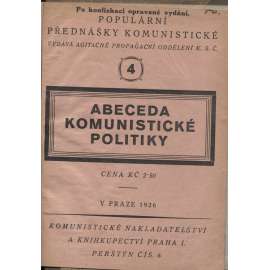 Po konfiskaci opravené vydání.
POPULÁRNÍ
PŘEDNÁŠKY KOMUNISTICKÉ
VYDÁVÁ AGITAČNĚ PROPAGAČNÍ ODDĚLENÍ K. S. Č.
4
ABECEDA
KOMUNISTICKÉ
POLITIKY
CENA KČ 2·50
V PRAZE 1926
KOMUNISTICKÉ NAKLADATELSTVÍ
A KNIHKUPECTVÍ PRAHA I.
PERŠTÝN ČÍS. 6